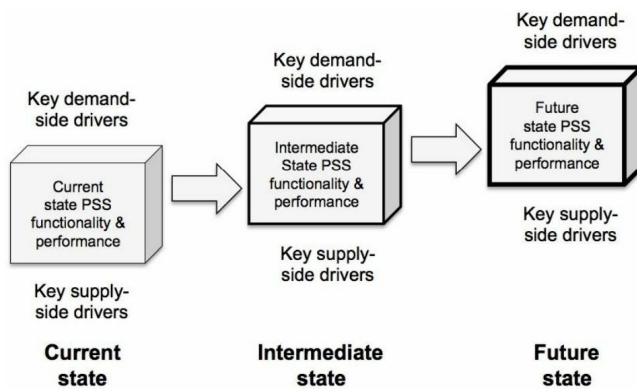 Key demand-
side drivers
Current
state PSS
functionality &
performance
Key supply-
side drivers
Current
state
Key demand-
side drivers
Intermediate
State PSS
functionality &
performance
Key supply-
side drivers
Intermediate
state
Key demand-
side drivers
Future
state PSS
functionality &
performance
Key supply-
side drivers
Future
state